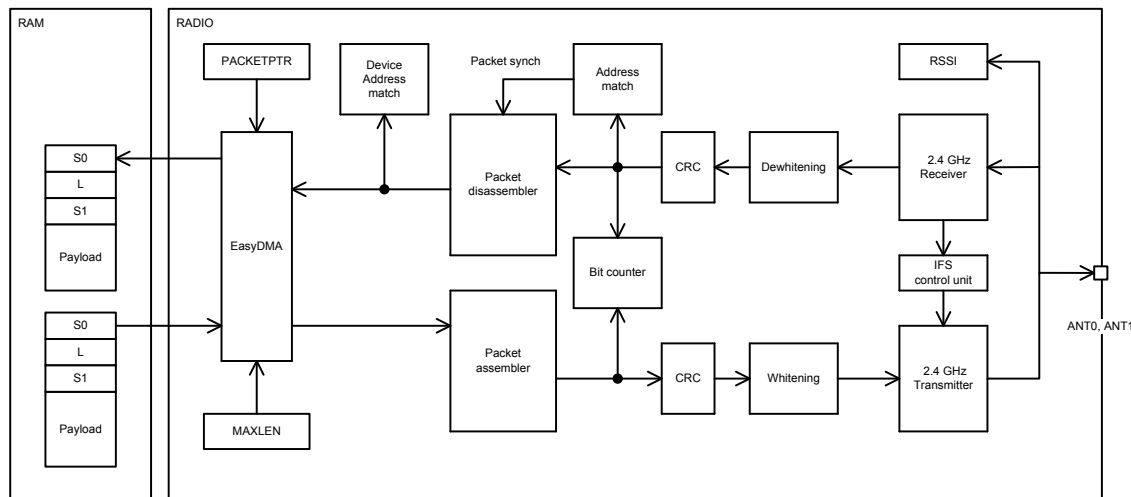 RAM
RADIO
PACKETPTR
Device
Address
match
Packet synch
Address
match
RSSI
S0
L
S1
Payload
EasyDMA
Packet
disassembler
CRC
Dewhitening
2.4 GHz
Receiver
Bit counter
IFS
control unit
ANT0, ANT1
S0
L
S1
Payload
Packet
assembler
CRC
Whitening
2.4 GHz
Transmitter
MAXLEN